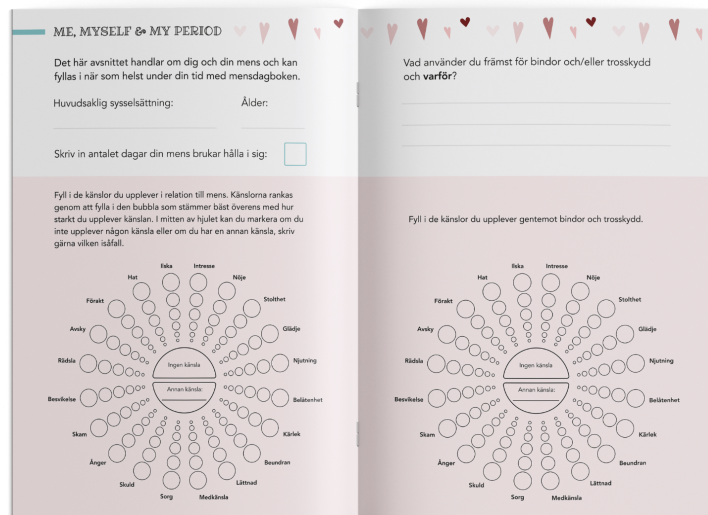 ME, MYSELF & MY PERIOD
Det här avsnittet handlar om dig och din mens och kan
fyllas i när som helst under din tid med mensdagboken.
Huvudsaklig sysselsättning:
Ålder:
Skriv in antalet dagar din mens brukar hålla i sig:
Fyll i de känslor du upplever i relation till mens. Känslorna rankas
genom att fylla i den bubbla som stämmer bäst överens med hur
starkt du upplever känslan. I mitten av hjulet kan du markera om du
inte upplever någon känsla eller om du har en annan känsla, skriv
gärna vilken isåfall.
Ilska
Intresse
Nöje
Stolthet
Glädje
Njutning
Belåtenhet
Kärlek
Beundran
Lättnad
Medkänsla
Sorg
Skuld
Ånger
Skam
Besvikelse
Rädsla
Avsky
Förakt
Hat
Ingen känsla
Annan känsla:
Vad använder du främst för bindor och/eller trosskydd
och varför?
Fyll i de känslor du upplever gentemot bindor och trosskydd.
Ilska
Intresse
Nöje
Stolthet
Glädje
Njutning
Belåtenhet
Kärlek
Beundran
Lättnad
Medkänsla
Sorg
Skuld
Ånger
Skam
Besvikelse
Rädsla
Avsky
Förakt
Hat
Ingen känsla
Annan känsla: